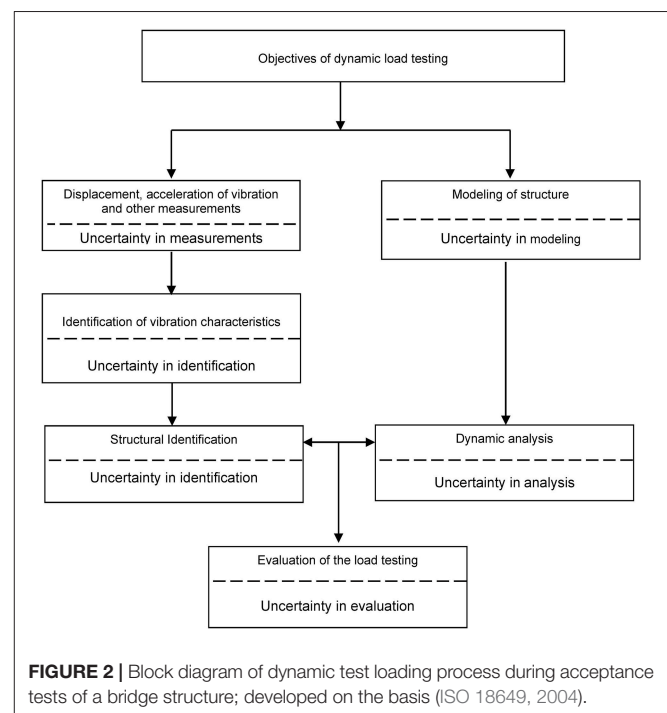 Objectives of dynamic load testing
Displacement, acceleration of vibration
and other measurements
Uncertainty in measurements
Modeling of structure
Uncertainty in modeling
Identification of vibration characteristics
Uncertainty in identification
Structural Identification
Uncertainty in identification
Dynamic analysis
Uncertainty in analysis
Evaluation of the load testing
Uncertainty in evaluation
FIGURE 2 | Block diagram of dynamic test loading process during acceptance
tests of a bridge structure; developed on the basis (ISO 18649, 2004).